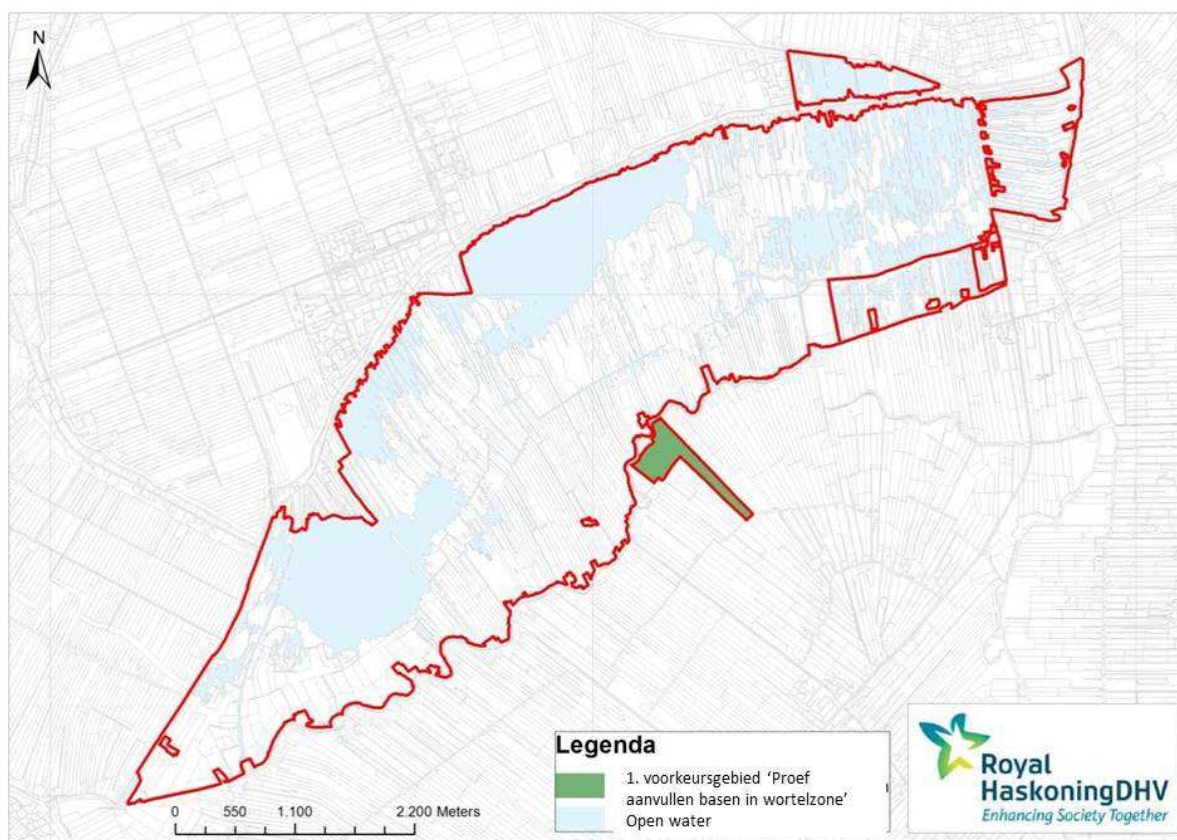 N
Legenda
1. voorkeursgebied ‘Proef
aanvullen basen in wortelzone’
Open water
0 550 1.100 2.200 Meters
Royal
HaskoningDHV
Enhancing Society Together